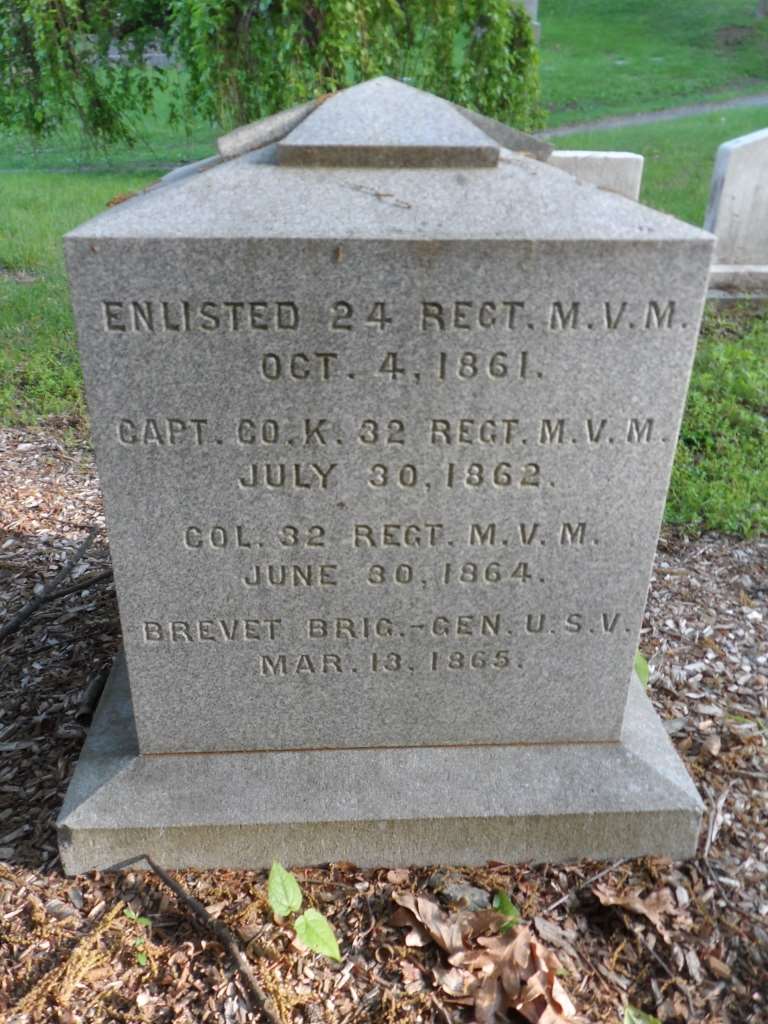 ENLISTED 24 REGT. M.V.M.
OCT. 4, 1861.
CAPT. CO. K. 32 REGT. M.V.M.
JULY 30, 1862.
COL. 32 REGT. M.V.M.
JUNE 30, 1864.
BREVET BRIG.-GEN. U.S.V.
MAR. 13, 1865.